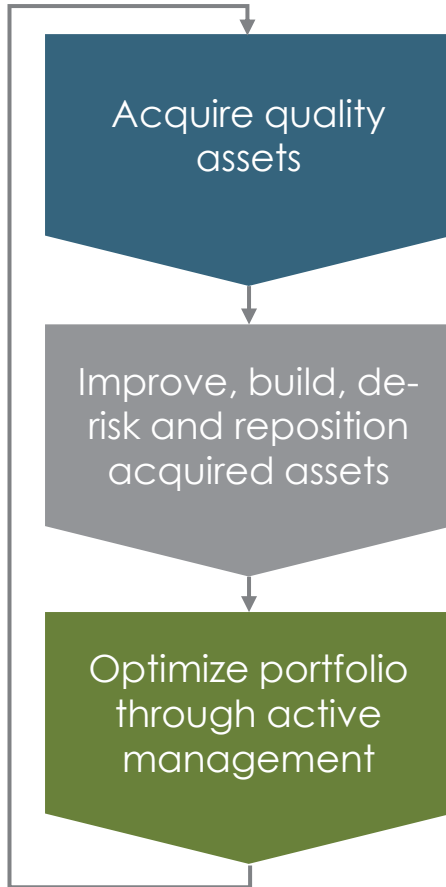 Acquire quality
assets
Improve, build, de-
risk and reposition
acquired assets
Optimize portfolio
through active
management